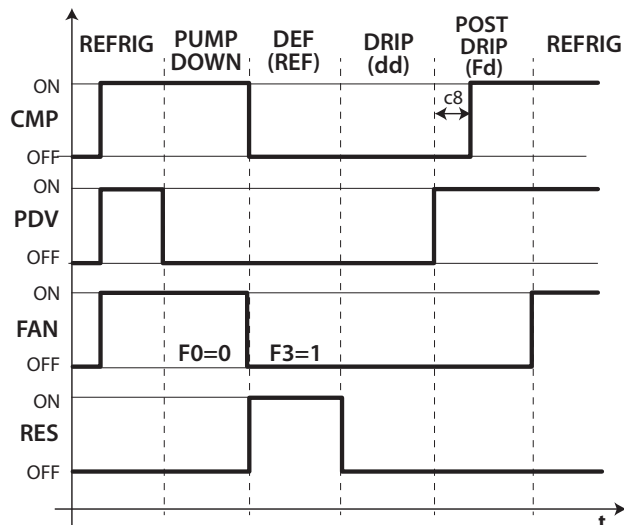 REFRIG
PUMP
DOWN
DEF
(REF)
DRIP
(dd)
POST
DRIP
(Fd)
REFRIG
ON
CMP
OFF
c8
ON
PDV
OFF
ON
FAN
OFF
F0=0
F3=1
ON
RES
OFF
t